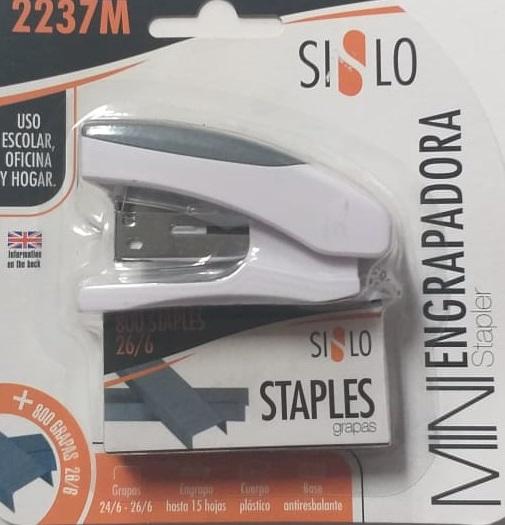 2237M
SISLO
USO
ESCOLAR,
OFICINA
Y HOGAR.
Information
on the back
MINI ENGRAPADORA
Stapler
800 STAPLES
26/6
SISLO
STAPLES
grapas
+ 800 GRAPAS 26/6
Grapas
24/6 - 26/6
Engrapa
hasta 15 hojas
Cuerpo
plástico
Base
antiresbalante